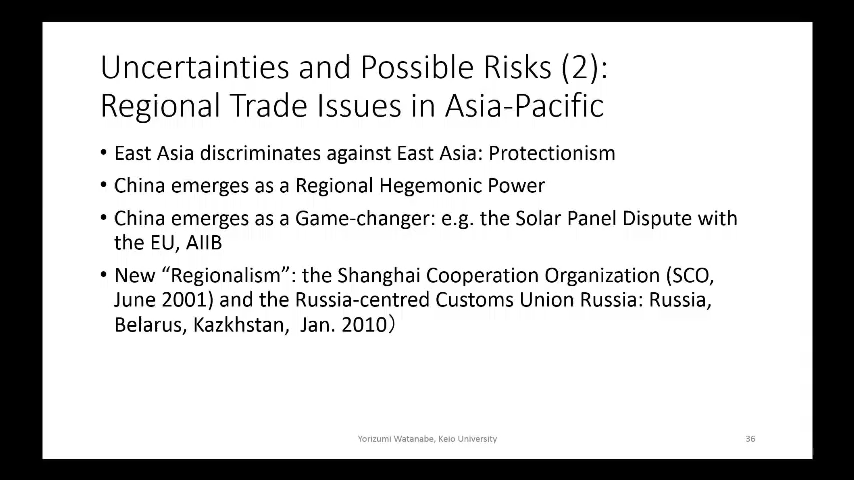 Uncertainties and Possible Risks (2):
Regional Trade Issues in Asia-Pacific
• East Asia discriminates against East Asia: Protectionism
• China emerges as a Regional Hegemonic Power
• China emerges as a Game-changer: e.g. the Solar Panel Dispute with
the EU, AIIB
• New “Regionalism”: the Shanghai Cooperation Organization (SCO,
June 2001) and the Russia-centred Customs Union Russia: Russia,
Belarus, Kazkhstan, Jan. 2010）
Yorizumi Watanabe, Keio University
36